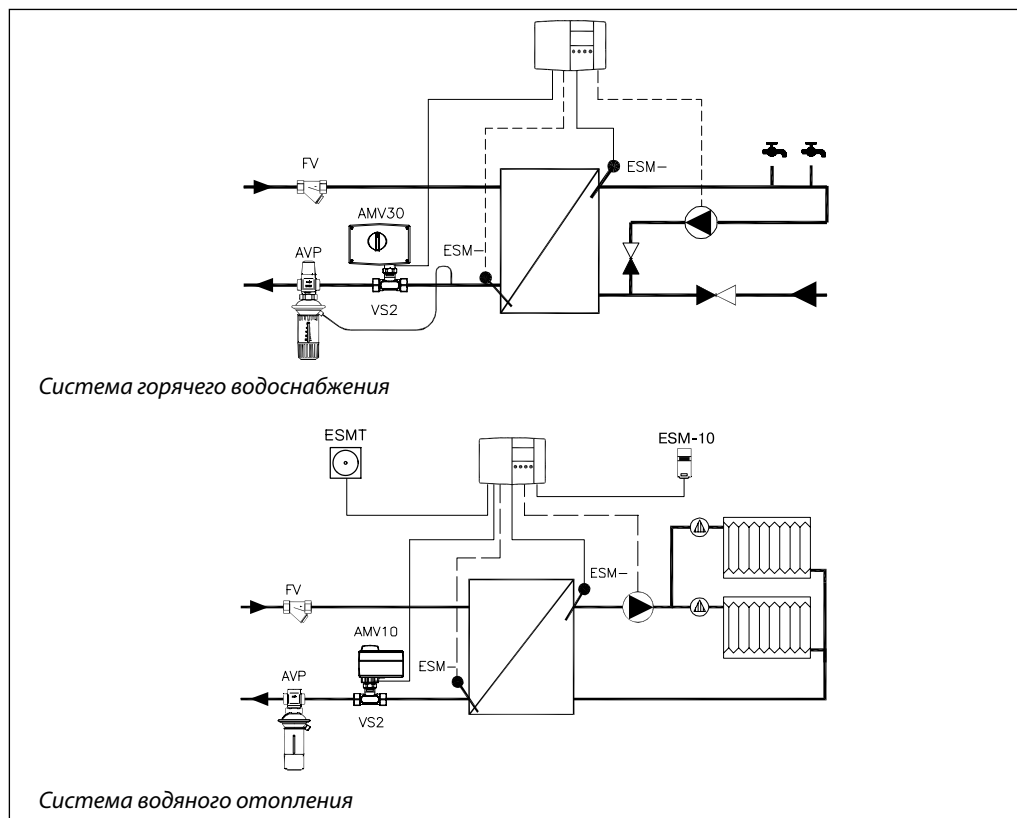 FV
ESM-
AMV30
AVP
ESM-
VS2
Система горячего водоснабжения
ESMT
ESM-10
ESM-
FV
AMV10
ESM-
AVP
VS2
Система водяного отопления